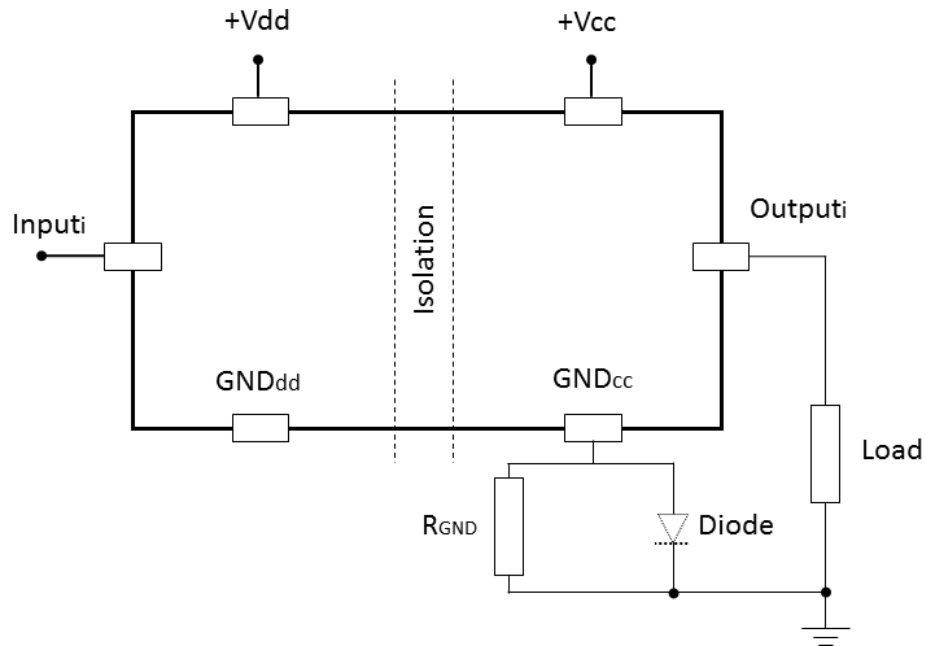 +Vdd
+Vcc
Inputi
Isolation
Outputi
GNDdd
GNDcc
RGND
Diode
Load